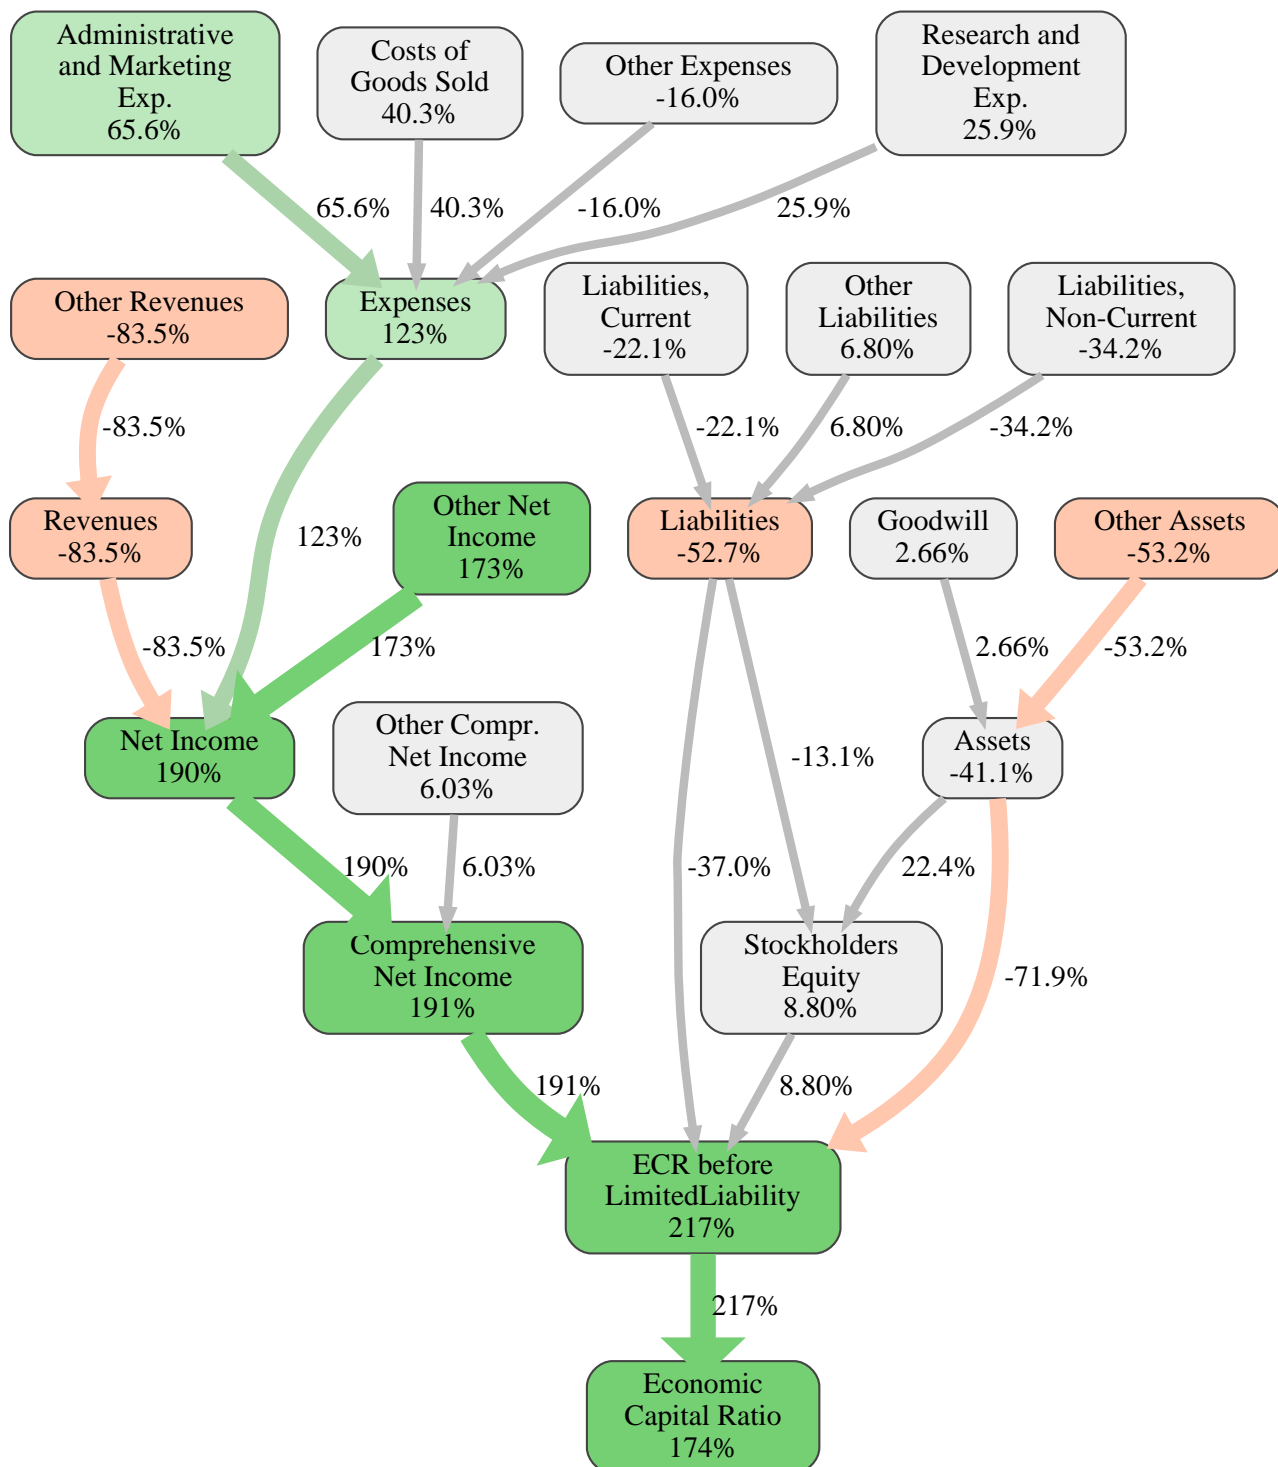 Administrative
and Marketing
Exp.
65.6%
Costs of
Goods Sold
40.3%
Other Expenses
-16.0%
Research and
Development
Exp.
25.9%
65.6%
40.3%
-16.0%
25.9%
Other Revenues
-83.5%
Expenses
123%
Liabilities,
Current
-22.1%
Other
Liabilities
6.80%
Liabilities,
Non-Current
-34.2%
-83.5%
-22.1%
6.80%
-34.2%
Revenues
-83.5%
123%
Other Net
Income
173%
Liabilities
-52.7%
Goodwill
2.66%
Other Assets
-53.2%
-83.5%
173%
2.66%
-53.2%
Net Income
190%
Other Compr.
Net Income
6.03%
-13.1%
Assets
-41.1%
190%
6.03%
-37.0%
22.4%
Comprehensive
Net Income
191%
Stockholders
Equity
8.80%
-71.9%
191%
8.80%
ECR before
LimitedLiability
217%
217%
Economic
Capital Ratio
174%